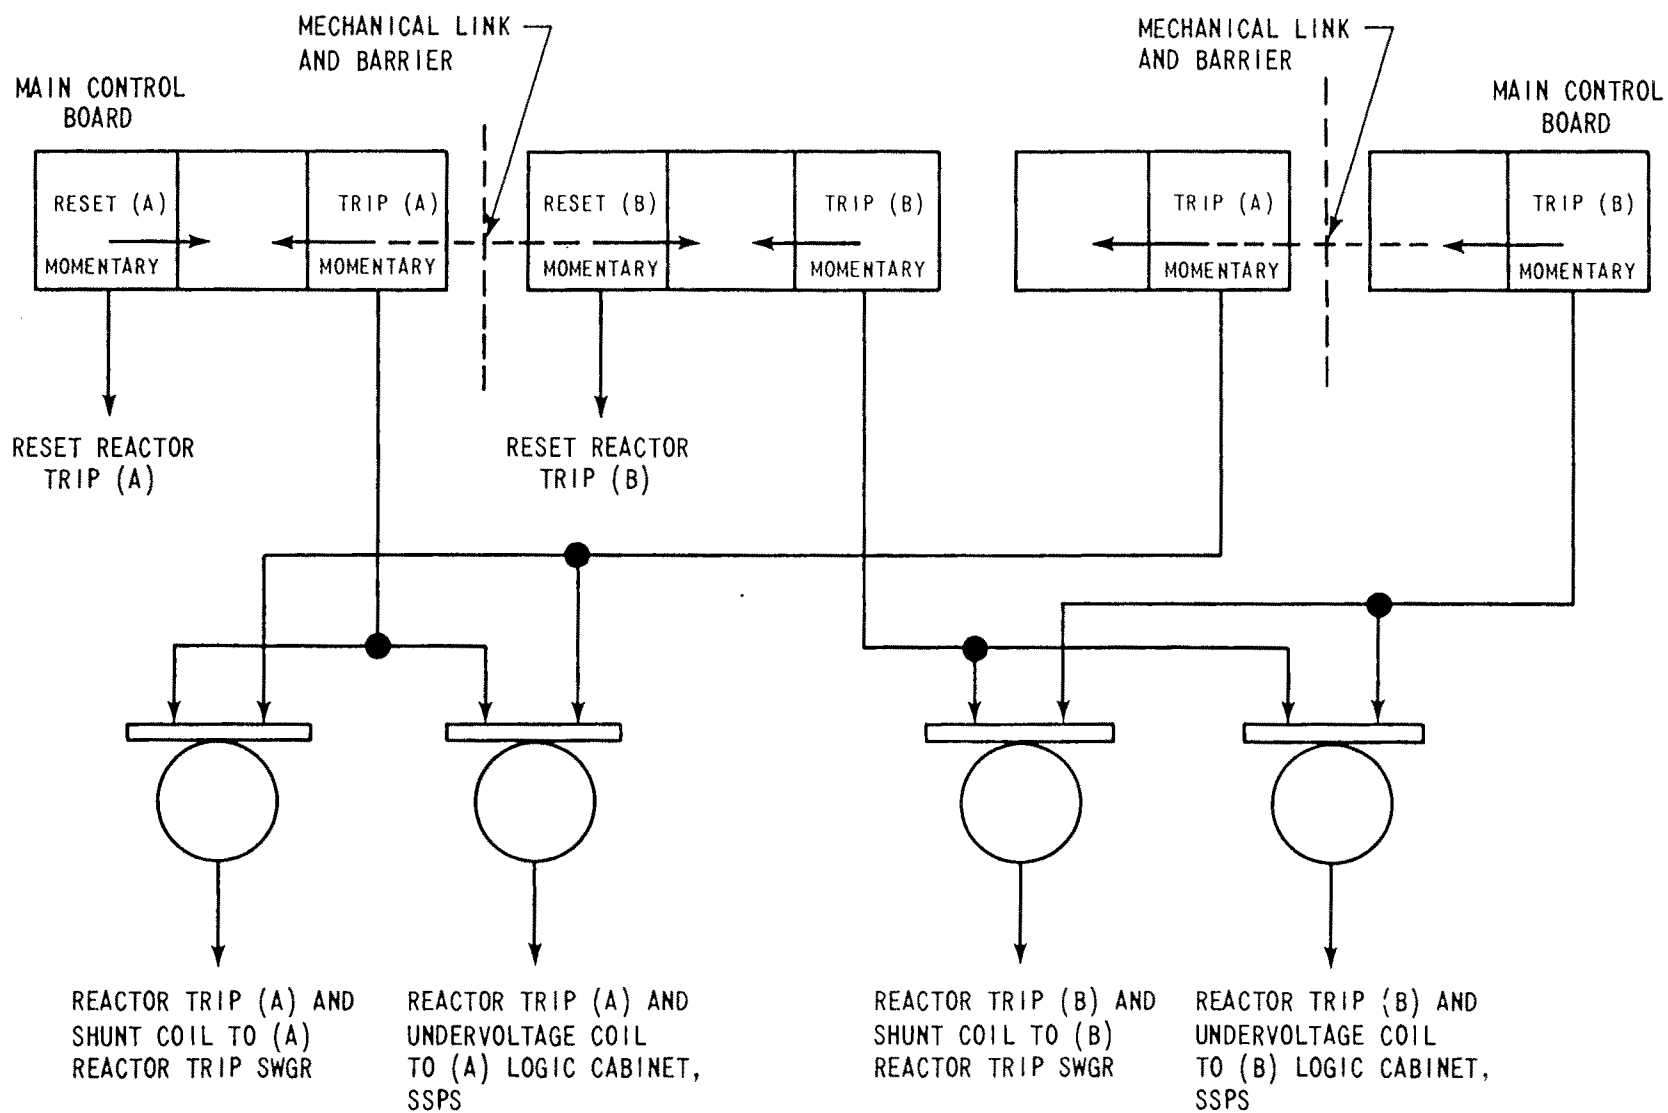 MECHANICAL LINK
AND BARRIER
MECHANICAL LINK
AND BARRIER
MAIN CONTROL
BOARD
MAIN CONTROL
BOARD
RESET (A)
MOMENTARY
TRIP (A)
MOMENTARY
RESET (B)
MOMENTARY
TRIP (B)
MOMENTARY
TRIP (A)
MOMENTARY
TRIP (B)
MOMENTARY
RESET REACTOR
TRIP (A)
RESET REACTOR
TRIP (B)
REACTOR TRIP (A) AND
SHUNT COIL TO (A)
REACTOR TRIP SWGR
REACTOR TRIP (A) AND
UNDERVOLTAGE COIL
TO (A) LOGIC CABINET,
SSPS
REACTOR TRIP (B) AND
SHUNT COIL TO (B)
REACTOR TRIP SWGR
REACTOR TRIP (B) AND
UNDERVOLTAGE COIL
TO (B) LOGIC CABINET,
SSPS